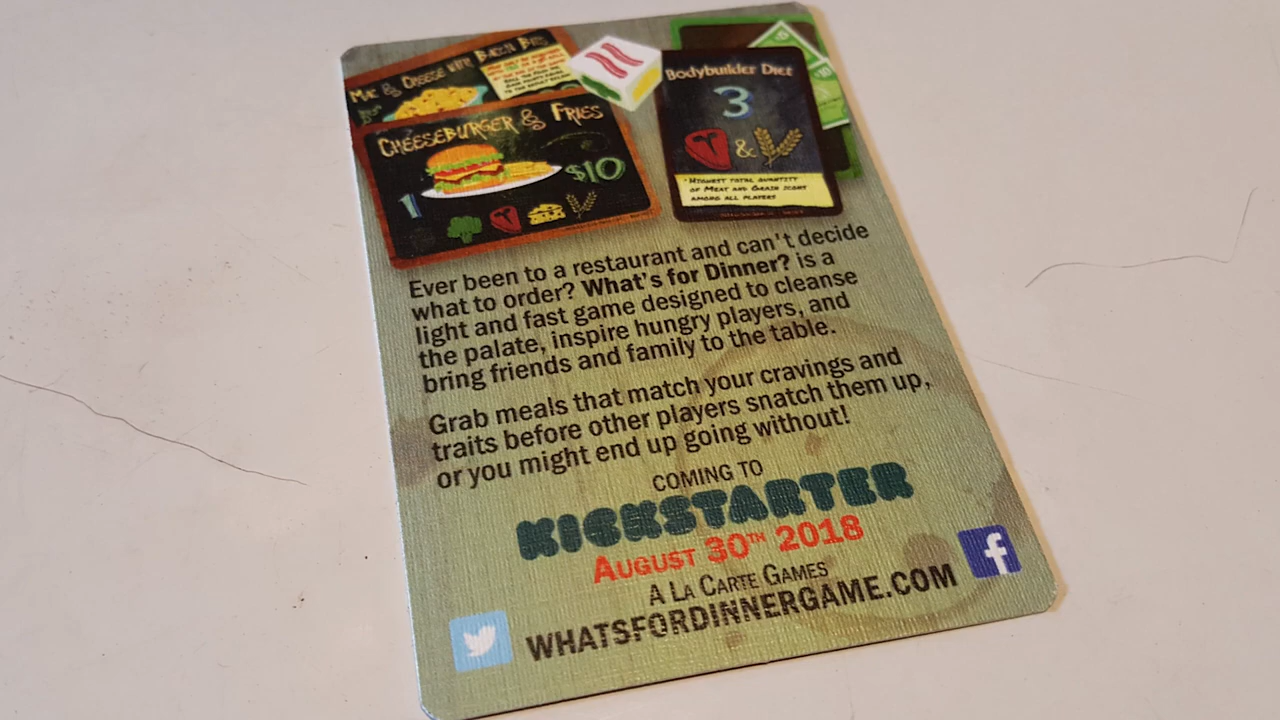 Mac & Cheese with Bacon Bits
Cheeseburger & Fries
$10
1
Bodybuilder Diet
3
&
*Highest total quantity
of Meat and Grain icons
among all players
Ever been to a restaurant and can't decide
what to order? What's for Dinner? is a
light and fast game designed to cleanse
the palate, inspire hungry players, and
bring friends and family to the table.
Grab meals that match your cravings and
traits before other players snatch them up,
or you might end up going without!
COMING TO
KICKSTARTER
August 30TH 2018
A La Carte Games
WHATSFORDINNERGAME.COM